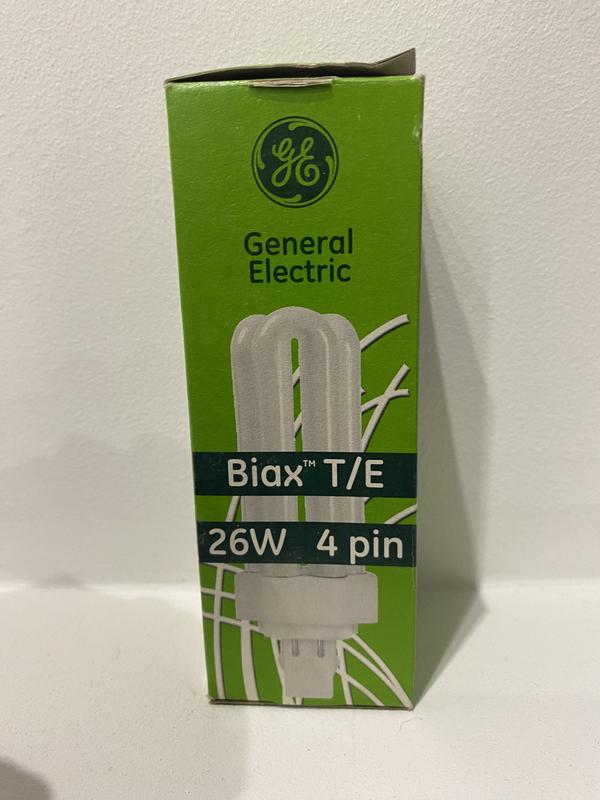 GE
General
Electric
Biax™ T/E
26W 4 pin